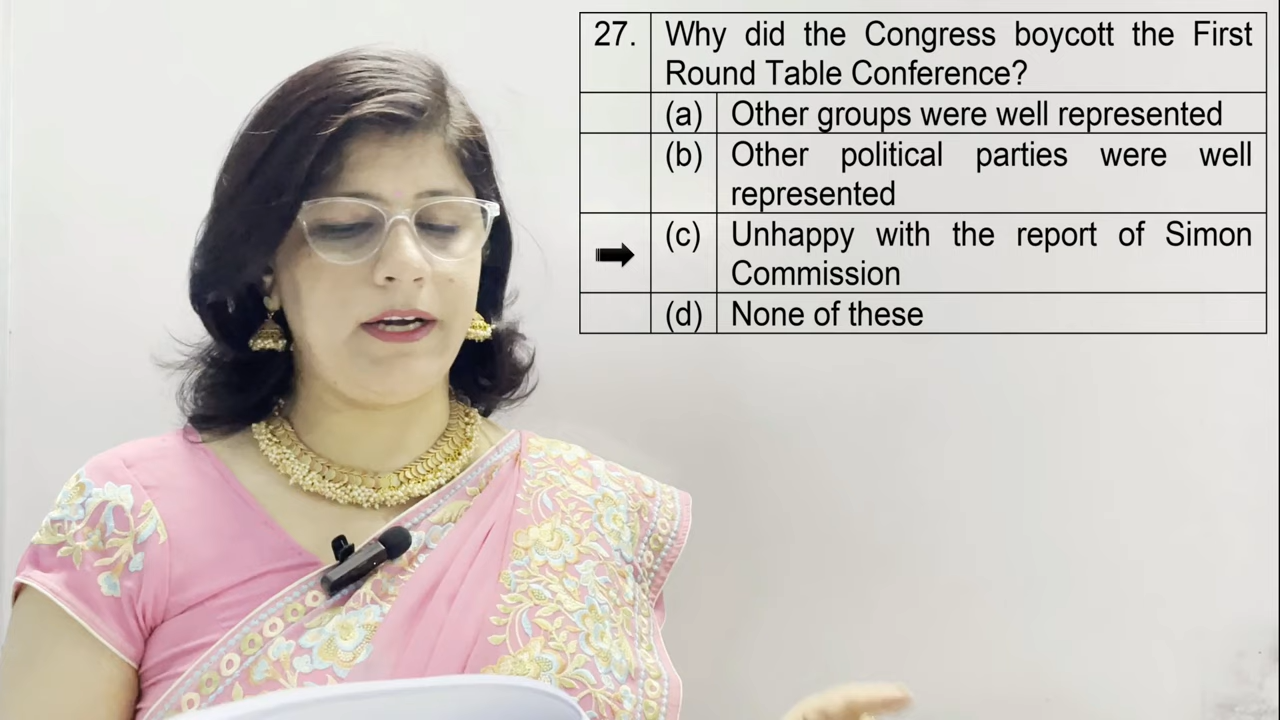 27. Why did the Congress boycott the First
Round Table Conference?
(a) Other groups were well represented
(b) Other political parties were well
represented
(c) Unhappy with the report of Simon
Commission
(d) None of these